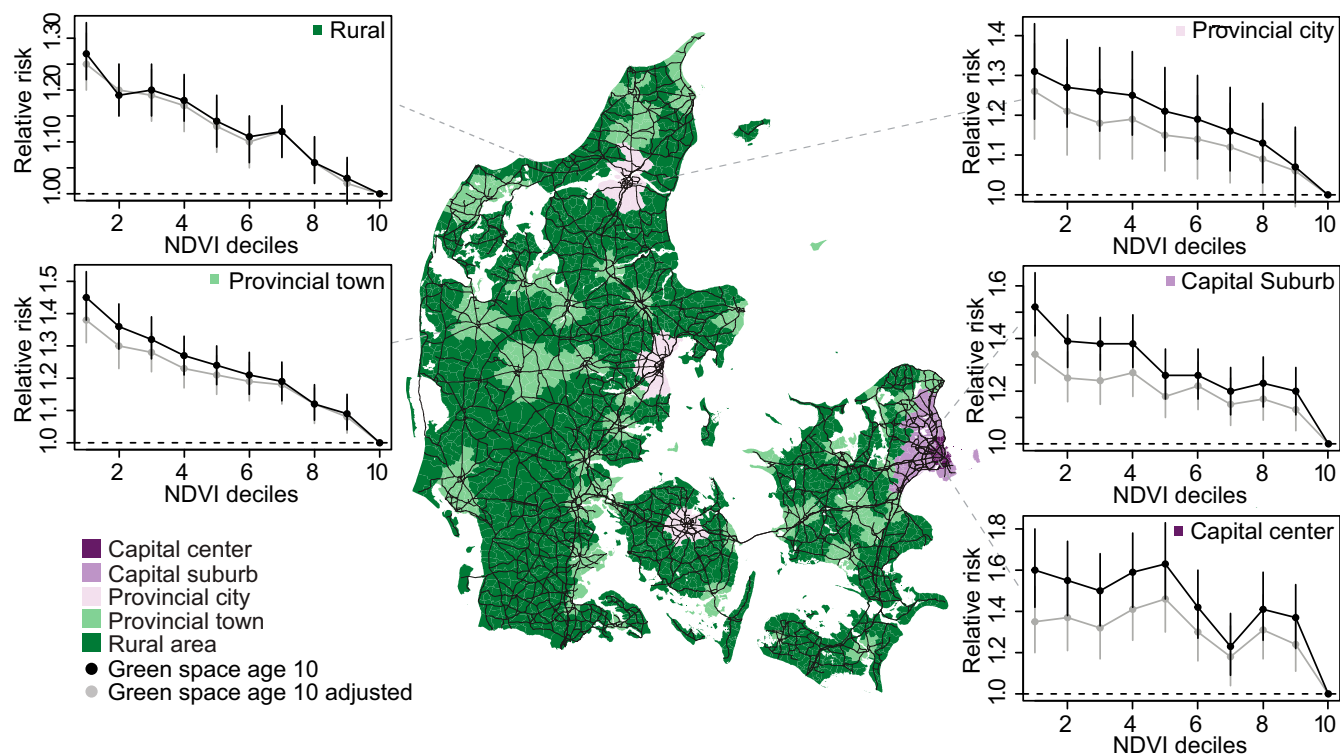 Rural
Relative risk
1.00 1.10 1.20 1.30
2 4 6 8 10
NDVI deciles
Provincial town
Relative risk
1.0 1.1 1.2 1.3 1.4 1.5
2 4 6 8 10
NDVI deciles
Capital center
Capital suburb
Provincial city
Provincial town
Rural area
Green space age 10
Green space age 10 adjusted
Provincial city
Relative risk
1.0 1.1 1.2 1.3 1.4
2 4 6 8 10
NDVI deciles
Capital Suburb
Relative risk
1.0 1.2 1.4 1.6
2 4 6 8 10
NDVI deciles
Capital center
Relative risk
1.0 1.2 1.4 1.6 1.8
2 4 6 8 10
NDVI deciles